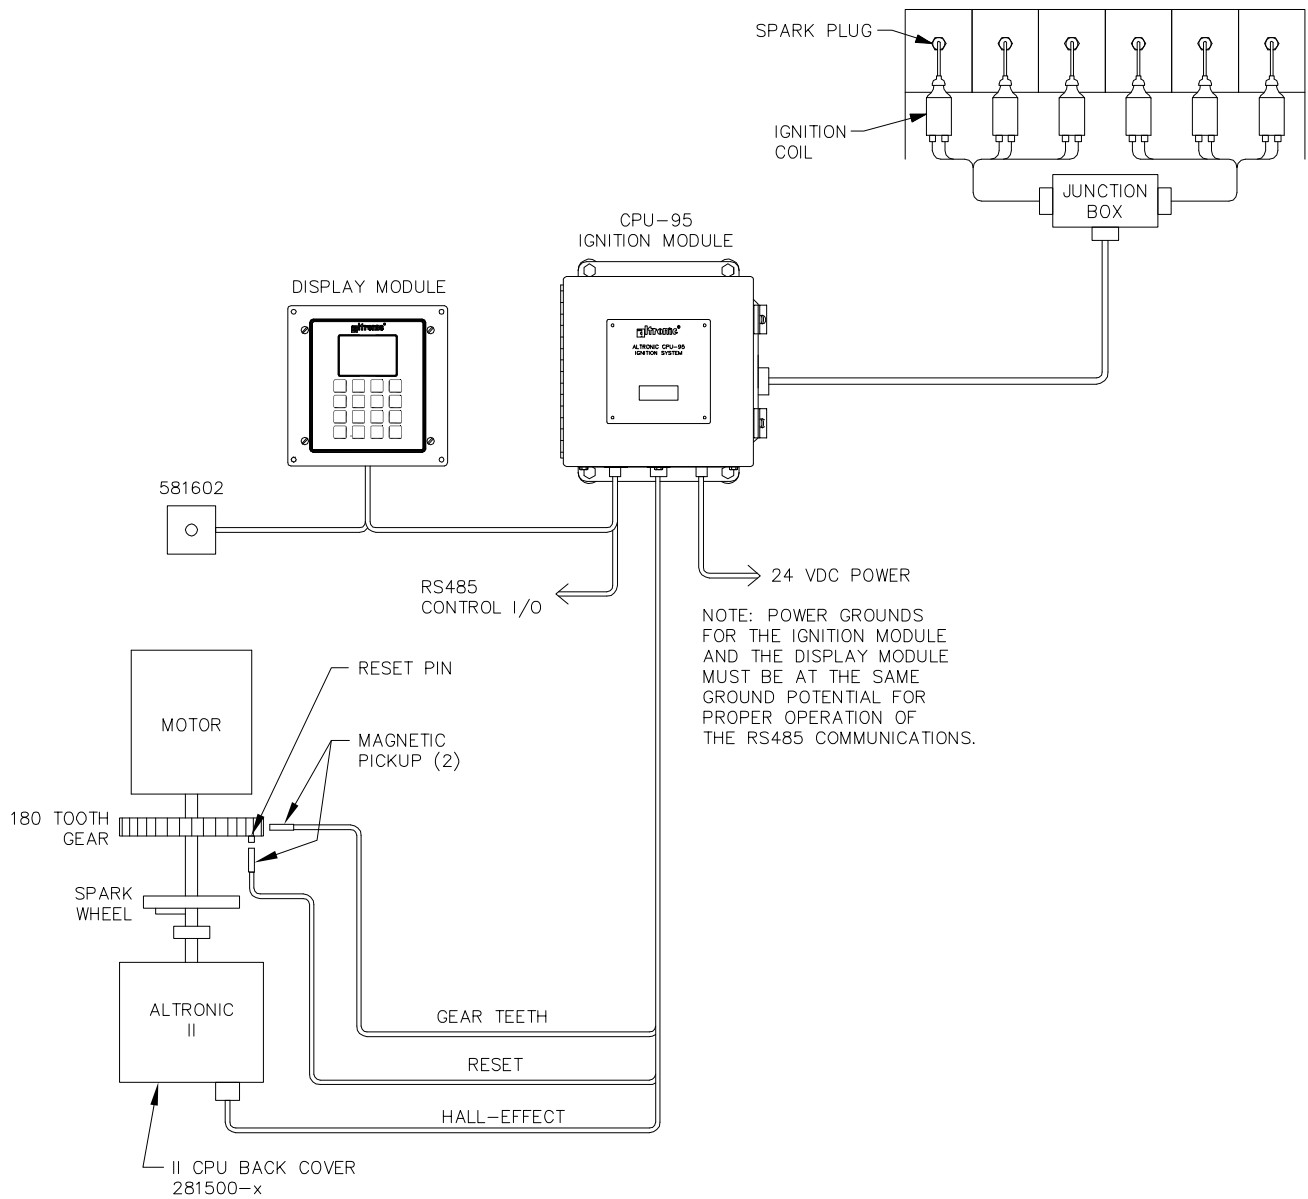 SPARK PLUG
IGNITION
COIL
JUNCTION
BOX
CPU-95
IGNITION MODULE
DISPLAY MODULE
altronic®
altronic®
ALTRONIC CPU-95
IGNITION SYSTEM
581602
RS485
CONTROL I/O
24 VDC POWER
NOTE: POWER GROUNDS
FOR THE IGNITION MODULE
AND THE DISPLAY MODULE
MUST BE AT THE SAME
GROUND POTENTIAL FOR
PROPER OPERATION OF
THE RS485 COMMUNICATIONS.
RESET PIN
MOTOR
MAGNETIC
PICKUP (2)
180 TOOTH
GEAR
SPARK
WHEEL
ALTRONIC
II
GEAR TEETH
RESET
HALL-EFFECT
II CPU BACK COVER
281500-x